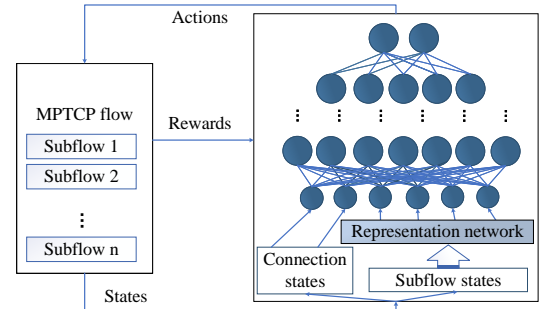 Actions
MPTCP flow
Subflow 1
Subflow 2
Subflow n
Rewards
Representation network
Connection
states
Subflow states
States